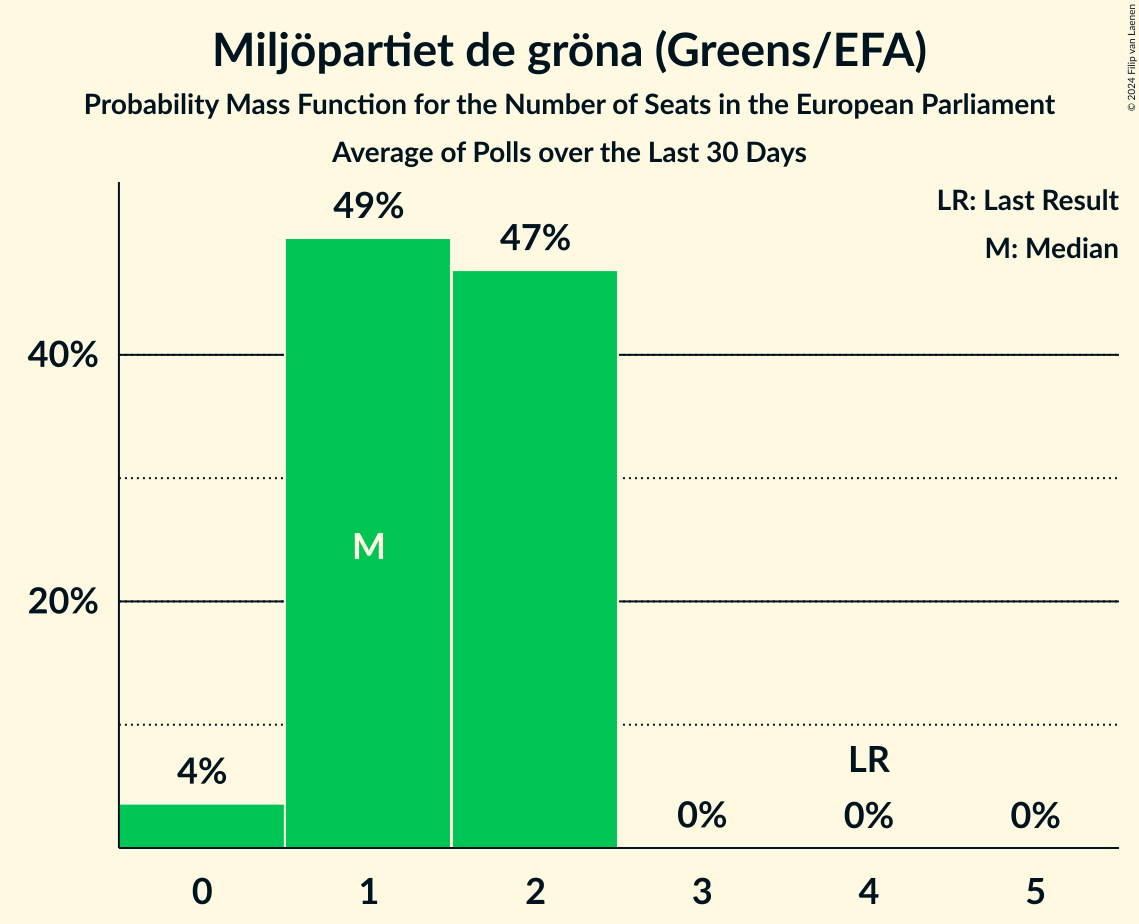 Miljöpartiet de gröna (Greens/EFA)
Probability Mass Function for the Number of Seats in the European Parliament
Average of Polls over the Last 30 Days
© 2024 Filip van Laenen
LR: Last Result
M: Median
49%
47%
40%
M
20%
4%
LR
0%
0%
0%
0
1
2
3
4
5